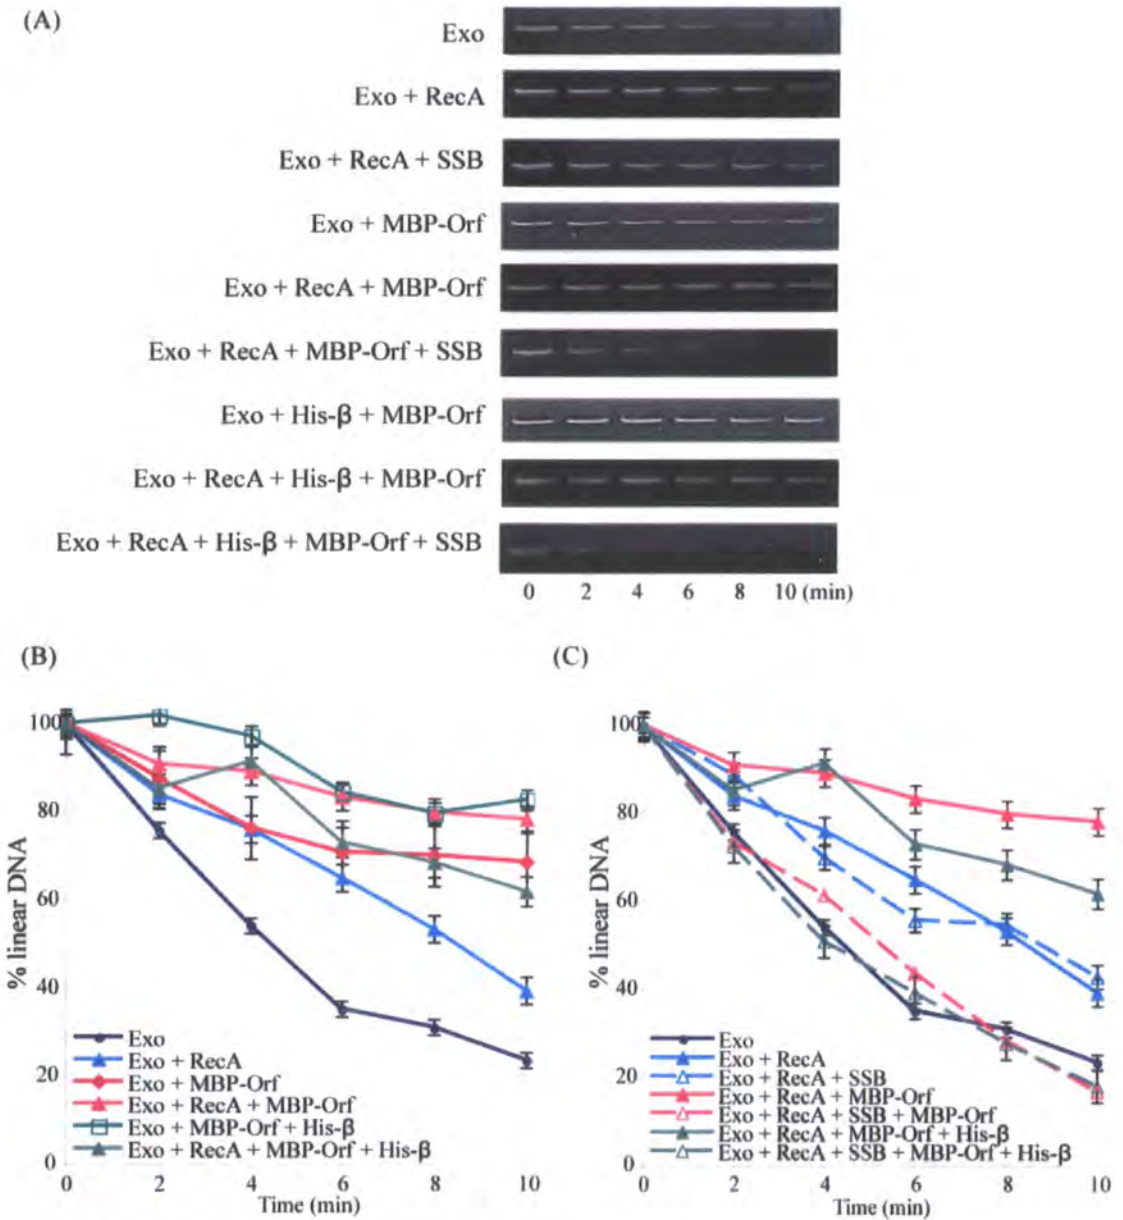 (A)
Exo
Exo + RecA
Exo + RecA + SSB
Exo + MBP-Orf
Exo + RecA + MBP-Orf
Exo + RecA + MBP-Orf + SSB
Exo + His-β + MBP-Orf
Exo + RecA + His-β + MBP-Orf
Exo + RecA + His-β + MBP-Orf + SSB
0 2 4 6 8 10 (min)
(B)
100
80
60
40
20
0
% linear DNA
Exo
Exo + RecA
Exo + MBP-Orf
Exo + RecA + MBP-Orf
Exo + MBP-Orf + His-β
Exo + RecA + MBP-Orf + His-β
0 2 4 6 8 10
Time (min)
(C)
100
80
60
40
20
0
% linear DNA
Exo
Exo + RecA
Exo + RecA + SSB
Exo + RecA + MBP-Orf
Exo + RecA + SSB + MBP-Orf
Exo + RecA + MBP-Orf + His-β
Exo + RecA + SSB + MBP-Orf + His-β
0 2 4 6 8 10
Time (min)